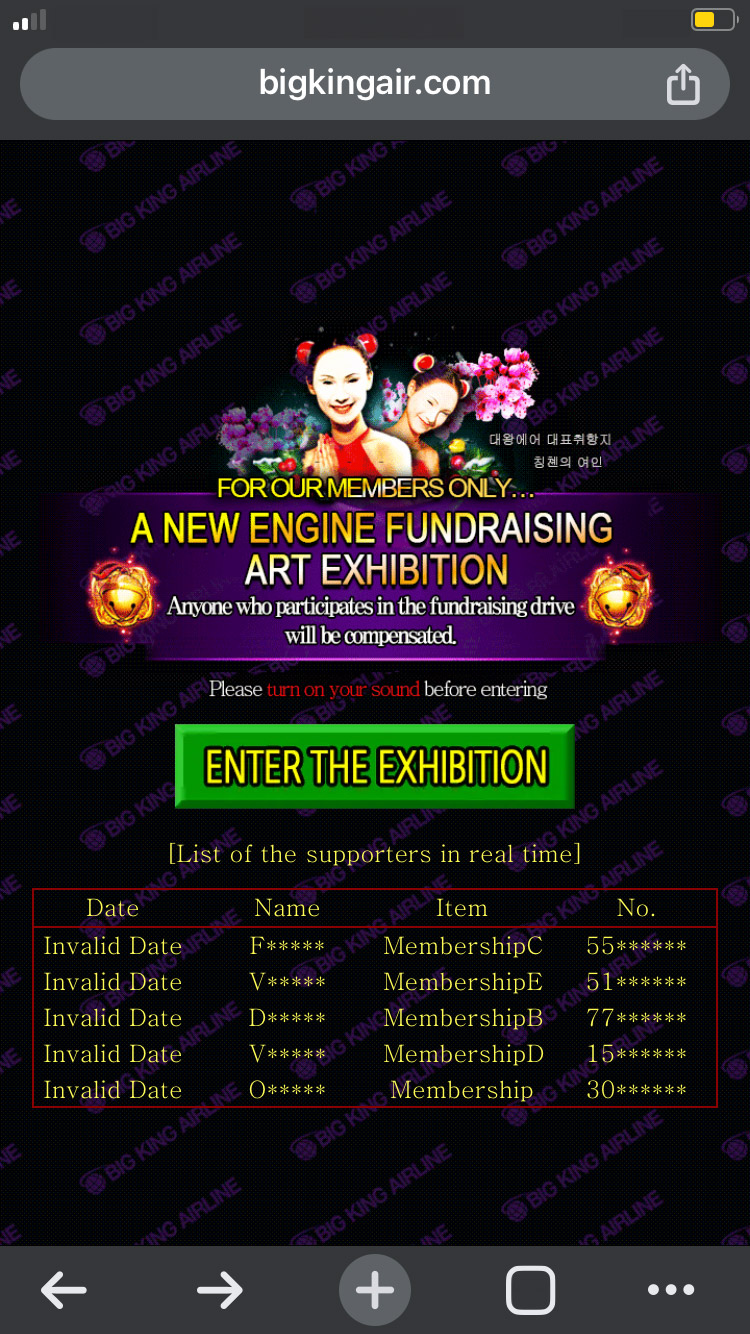 bigkingair.com
BIG KING AIRLINE
대왕에어 대표취항지
칭첸의 여인
FOR OUR MEMBERS ONLY...
A NEW ENGINE FUNDRAISING
ART EXHIBITION
Anyone who participates in the fundraising drive
will be compensated.
Please turn on your sound before entering
ENTER THE EXHIBITION
[List of the supporters in real time]
Date Name Item No.
Invalid Date F***** MembershipC 55******
Invalid Date V***** MembershipE 51******
Invalid Date D***** MembershipB 77******
Invalid Date V***** MembershipD 15******
Invalid Date O***** Membership 30******